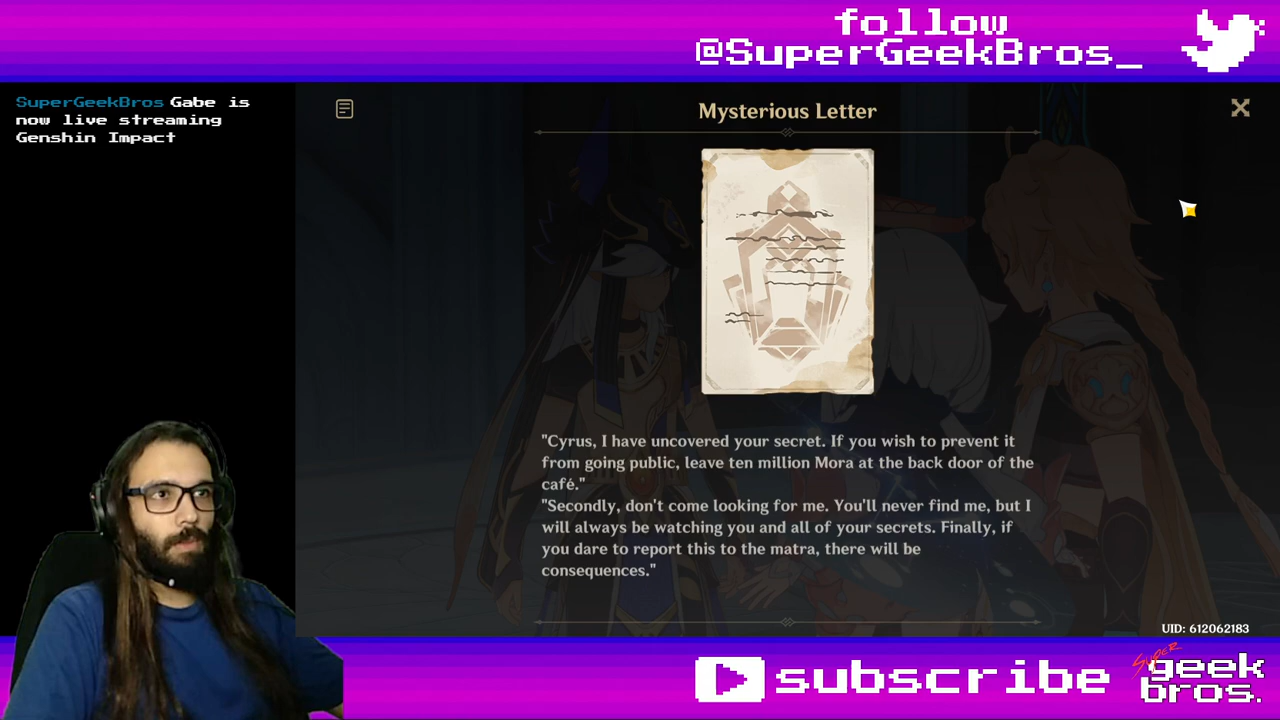 follow
@SuperGeekBros_
SuperGeekBros Gabe is
now live streaming
Genshin Impact
Mysterious Letter
"Cyrus, I have uncovered your secret. If you wish to prevent it
from going public, leave ten million Mora at the back door of the
café."
"Secondly, don't come looking for me. You'll never find me, but I
will always be watching you and all of your secrets. Finally, if
you dare to report this to the matra, there will be
consequences."
UID: 612062183
subscribe
SUPER
geek
bros.